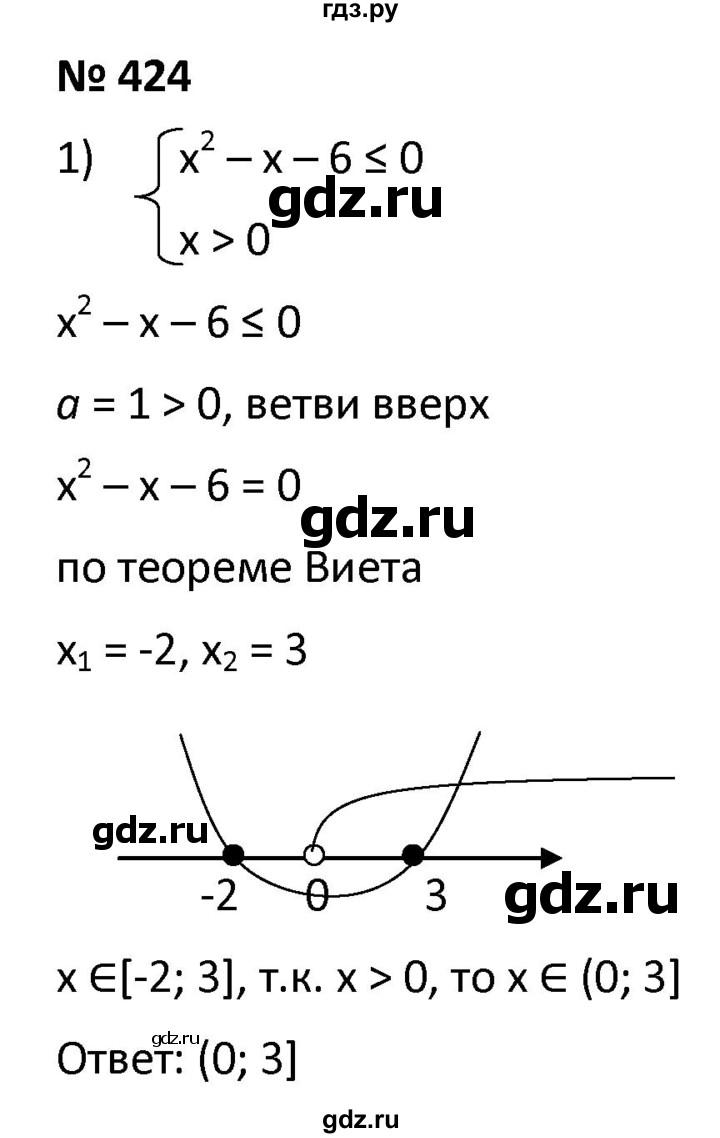 гдз.ру
№ 424
1) x² – x – 6 ≤ 0
gdz.ru
x > 0
x² – x – 6 ≤ 0
a = 1 > 0, ветви вверх
x² – x – 6 = 0
gdz.ru
по теореме Виета
x₁ = -2, x₂ = 3
gdz.ru
-2 0 3
gdz.ru
x ∈[-2; 3], т.к. x > 0, то x ∈ (0; 3]
gdz.ru
Ответ: (0; 3]
gdz.ru